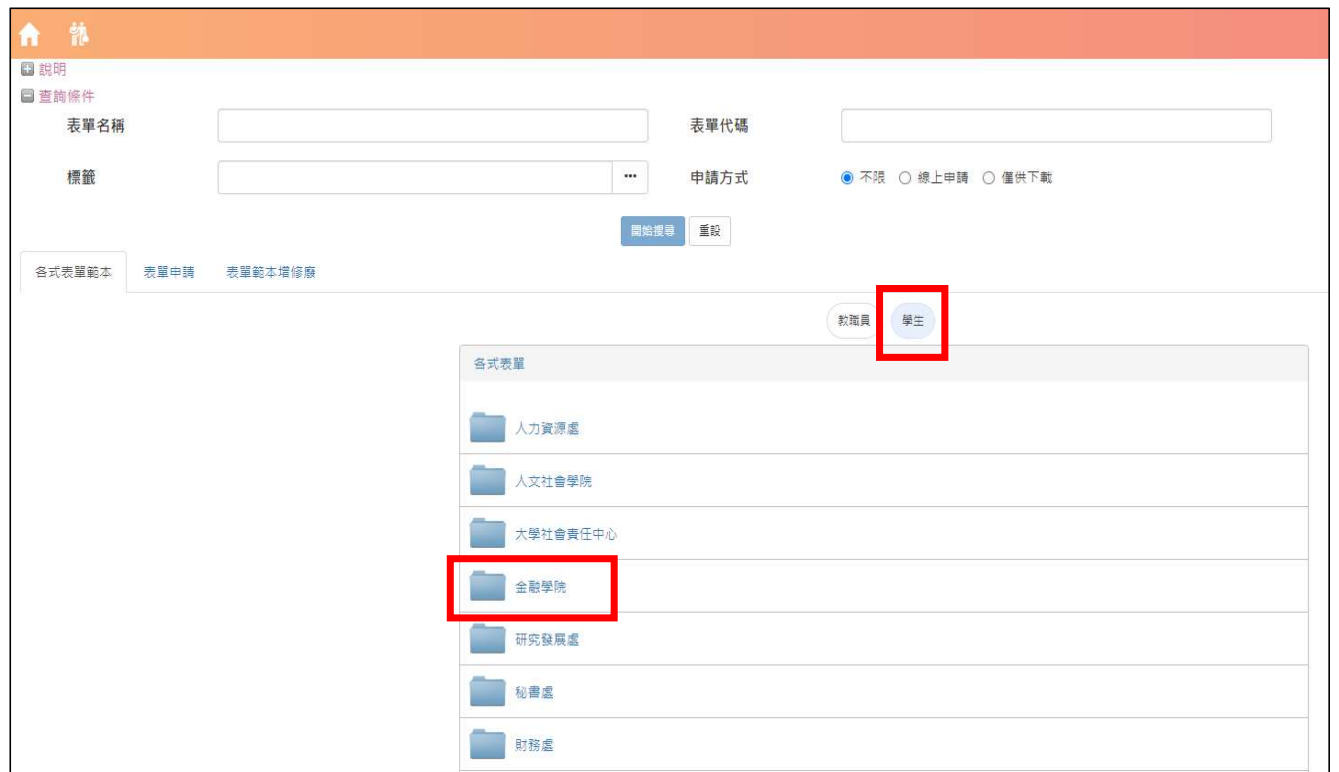 說明
查詢條件
表單名稱 表單代碼
標籤 ••• 申請方式 不限 線上申請 僅供下載
開始搜尋 重設
各式表單範本 表單申請 表單範本增修廢
教職員 學生
各式表單
人力資源處
人文社會學院
大學社會責任中心
金融學院
研究發展處
秘書處
財務處